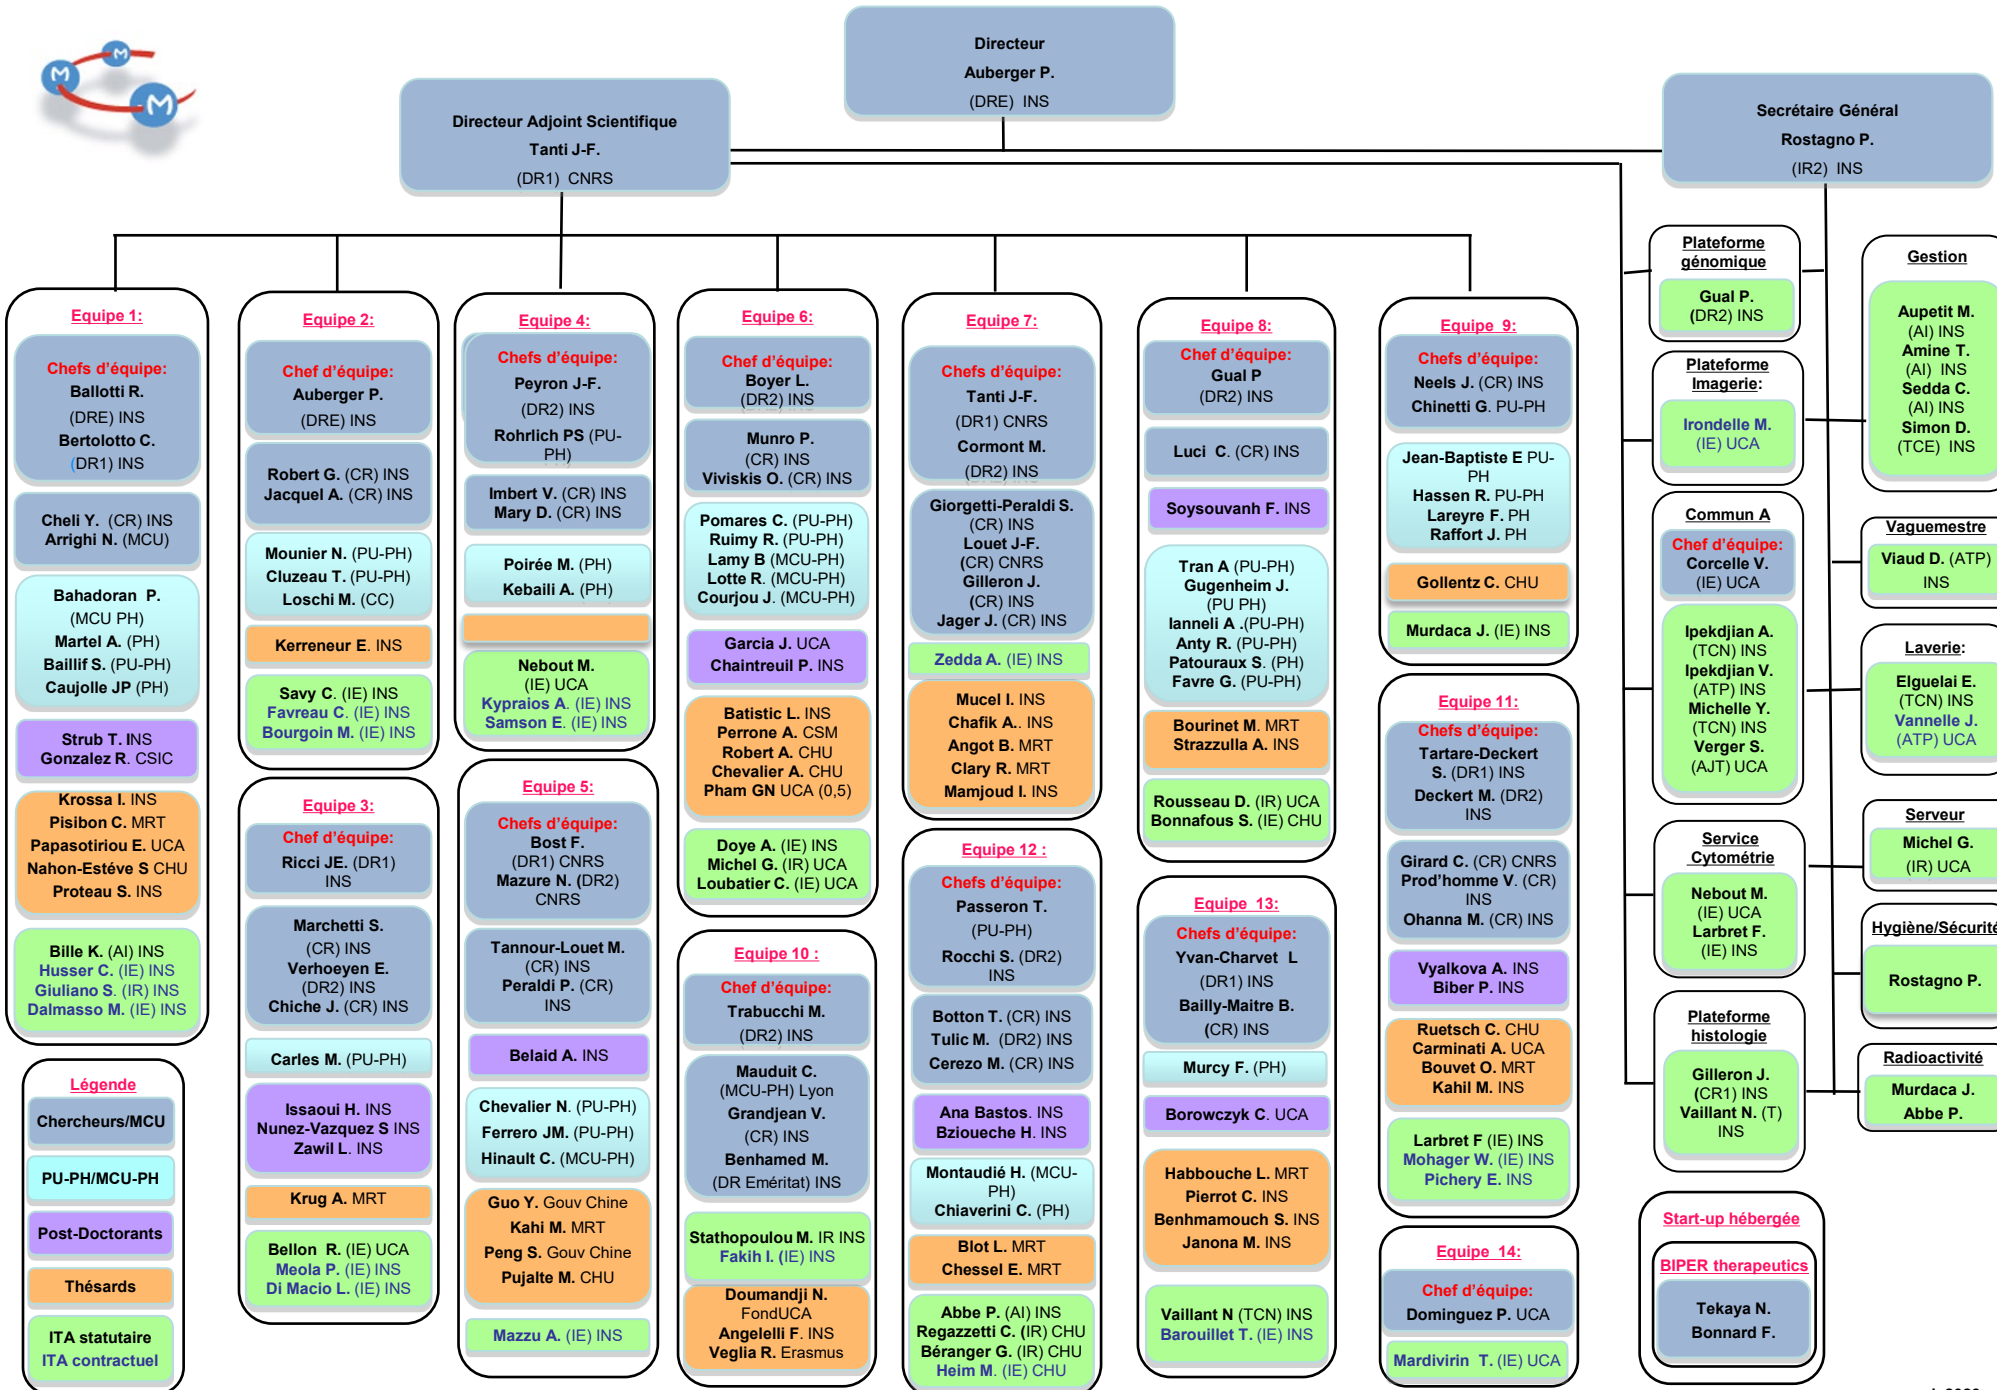 M
M
M
Directeur
Auberger P.
(DRE) INS
Directeur Adjoint Scientifique
Tanti J-F.
(DR1) CNRS
Secrétaire Général
Rostagno P.
(IR2) INS
Equipe 1:
Chefs d'équipe:
Ballotti R.
(DRE) INS
Bertolotto C.
(DR1) INS
Cheli Y. (CR) INS
Arrighi N. (MCU)
Bahadoran P.
(MCU PH)
Martel A. (PH)
Baillif S. (PU-PH)
Caujolle JP (PH)
Strub T. INS
Gonzalez R. CSIC
Krossa I. INS
Pisibon C. MRT
Papasotiriou E. UCA
Nahon-Estéve S CHU
Proteau S. INS
Bille K. (AI) INS
Husser C. (IE) INS
Giuliano S. (IR) INS
Dalmasso M. (IE) INS
Légende
Chercheurs/MCU
PU-PH/MCU-PH
Post-Doctorants
Thésards
ITA statutaire
ITA contractuel
Equipe 2:
Chef d'équipe:
Auberger P.
(DRE) INS
Robert G. (CR) INS
Jacquel A. (CR) INS
Mounier N. (PU-PH)
Cluzeau T. (PU-PH)
Loschi M. (CC)
Kerreneur E. INS
Savy C. (IE) INS
Favreau C. (IE) INS
Bourgoin M. (IE) INS
Equipe 3:
Chef d'équipe:
Ricci JE. (DR1)
INS
Marchetti S.
(CR) INS
Verhoeyen E.
(DR2) INS
Chiche J. (CR) INS
Carles M. (PU-PH)
Issaoui H. INS
Nunez-Vazquez S INS
Zawil L. INS
Krug A. MRT
Bellon R. (IE) UCA
Meola P. (IE) INS
Di Macio L. (IE) INS
Equipe 4:
Chefs d'équipe:
Peyron J-F.
(DR2) INS
Rohrlich PS (PU-
PH)
Imbert V. (CR) INS
Mary D. (CR) INS
Poirée M. (PH)
Kebaili A. (PH)
Nebout M.
(IE) UCA
Kypraios A. (IE) INS
Samson E. (IE) INS
Equipe 5:
Chefs d'équipe:
Bost F.
(DR1) CNRS
Mazure N. (DR2)
CNRS
Tannour-Louet M.
(CR) INS
Peraldi P. (CR)
INS
Belaid A. INS
Chevalier N. (PU-PH)
Ferrero JM. (PU-PH)
Hinault C. (MCU-PH)
Guo Y. Gouv Chine
Kahi M. MRT
Peng S. Gouv Chine
Pujalte M. CHU
Mazzu A. (IE) INS
Equipe 6:
Chef d'équipe:
Boyer L.
(DR2) INS
Munro P.
(CR) INS
Viviskis O. (CR) INS
Pomares C. (PU-PH)
Ruimy R. (PU-PH)
Lamy B (MCU-PH)
Lotte R. (MCU-PH)
Courjou J. (MCU-PH)
Garcia J. UCA
Chaintreuil P. INS
Batistic L. INS
Perrone A. CSM
Robert A. CHU
Chevalier A. CHU
Pham GN UCA (0,5)
Doye A. (IE) INS
Michel G. (IR) UCA
Loubatier C. (IE) UCA
Equipe 10 :
Chef d'équipe:
Trabucchi M.
(DR2) INS
Mauduit C.
(MCU-PH) Lyon
Grandjean V.
(CR) INS
Benhamed M.
(DR Eméritat) INS
Stathopoulou M. IR INS
Fakih I. (IE) INS
Doumandji N.
FondUCA
Angelelli F. INS
Veglia R. Erasmus
Equipe 7:
Chefs d'équipe:
Tanti J-F.
(DR1) CNRS
Cormont M.
(DR2) INS
Giorgetti-Peraldi S.
(CR) INS
Louet J-F.
(CR) CNRS
Gilleron J.
(CR) INS
Jager J. (CR) INS
Zedda A. (IE) INS
Mucel I. INS
Chafik A.. INS
Angot B. MRT
Clary R. MRT
Mamjoud I. INS
Equipe 12 :
Chefs d'équipe:
Passeron T.
(PU-PH)
Rocchi S. (DR2)
INS
Botton T. (CR) INS
Tulic M. (DR2) INS
Cerezo M. (CR) INS
Ana Bastos. INS
Bzioueche H. INS
Montaudié H. (MCU-
PH)
Chiaverini C. (PH)
Blot L. MRT
Chessel E. MRT
Abbe P. (AI) INS
Regazzetti C. (IR) CHU
Béranger G. (IR) CHU
Heim M. (IE) CHU
Equipe 8:
Chef d'équipe:
Gual P
(DR2) INS
Luci C. (CR) INS
Soysouvanh F. INS
Tran A (PU-PH)
Gugenheim J.
(PU PH)
Ianneli A .(PU-PH)
Anty R. (PU-PH)
Patouraux S. (PH)
Favre G. (PU-PH)
Bourinet M. MRT
Strazzulla A. INS
Rousseau D. (IR) UCA
Bonnafous S. (IE) CHU
Equipe 13:
Chefs d'équipe:
Yvan-Charvet L
(DR1) INS
Bailly-Maitre B.
(CR) INS
Murcy F. (PH)
Borowczyk C. UCA
Habbouche L. MRT
Pierrot C. INS
Benhmamouch S. INS
Janona M. INS
Vaillant N (TCN) INS
Barouillet T. (IE) INS
Equipe 9:
Chefs d'équipe:
Neels J. (CR) INS
Chinetti G. PU-PH
Jean-Baptiste E PU-
PH
Hassen R. PU-PH
Lareyre F. PH
Raffort J. PH
Gollentz C. CHU
Murdaca J. (IE) INS
Equipe 11:
Chefs d'équipe:
Tartare-Deckert
S. (DR1) INS
Deckert M. (DR2)
INS
Girard C. (CR) CNRS
Prod'homme V. (CR)
INS
Ohanna M. (CR) INS
Vyalkova A. INS
Biber P. INS
Ruetsch C. CHU
Carminati A. UCA
Bouvet O. MRT
Kahil M. INS
Larbret F (IE) INS
Mohager W. (IE) INS
Pichery E. INS
Equipe 14:
Chef d'équipe:
Dominguez P. UCA
Mardivirin T. (IE) UCA
Plateforme
génomique
Gual P.
(DR2) INS
Plateforme
Imagerie:
Irondelle M.
(IE) UCA
Commun A
Chef d'équipe:
Corcelle V.
(IE) UCA
Ipekdjian A.
(TCN) INS
Ipekdjian V.
(ATP) INS
Michelle Y.
(TCN) INS
Verger S.
(AJT) UCA
Service
Cytométrie
Nebout M.
(IE) UCA
Larbret F.
(IE) INS
Plateforme
histologie
Gilleron J.
(CR1) INS
Vaillant N. (T)
INS
Gestion
Aupetit M.
(AI) INS
Amine T.
(AI) INS
Sedda C.
(AI) INS
Simon D.
(TCE) INS
Vaguemestre
Viaud D. (ATP)
INS
Laverie:
Elguelai E.
(TCN) INS
Vannelle J.
(ATP) UCA
Serveur
Michel G.
(IR) UCA
Hygiène/Sécurité
Rostagno P.
Radioactivité
Murdaca J.
Abbe P.
Start-up hébergée
BIPER therapeutics
Tekaya N.
Bonnard F.